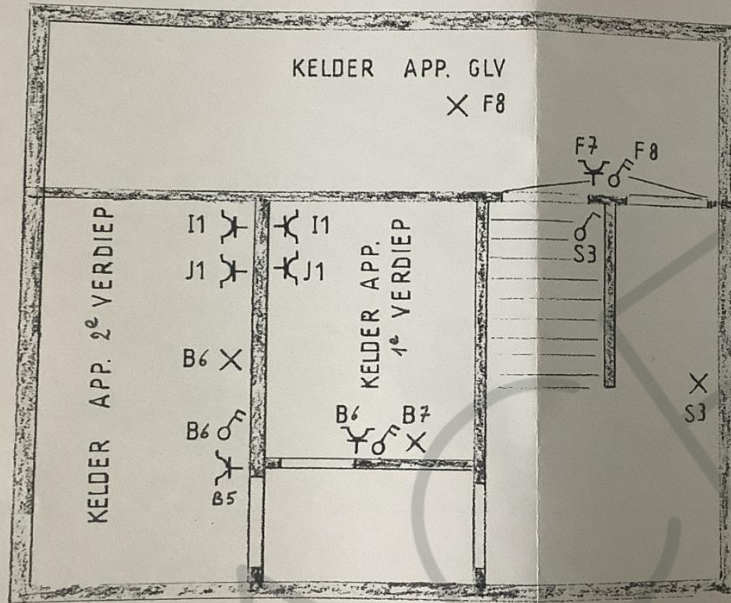 KELDER APP. GLV
F8
F7 F8
S3
I1 I1
J1 J1
KELDER APP. 2e VERDIEP
KELDER APP.
1e VERDIEP
B6
B6 B7
B6
B5
S3